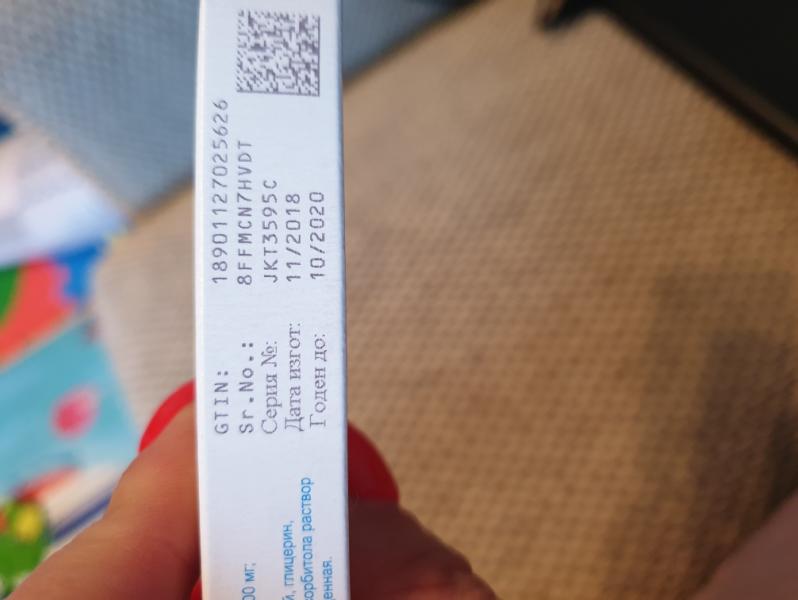 GTIN: 18901127025626
Sr.No.: 8FFMCN7HVDT
Серия №: JKT3595C
Дата изгот: 11/2018
Годен до: 10/2020
00 мг;
й, глицерин,
орбитола раствор
енная.